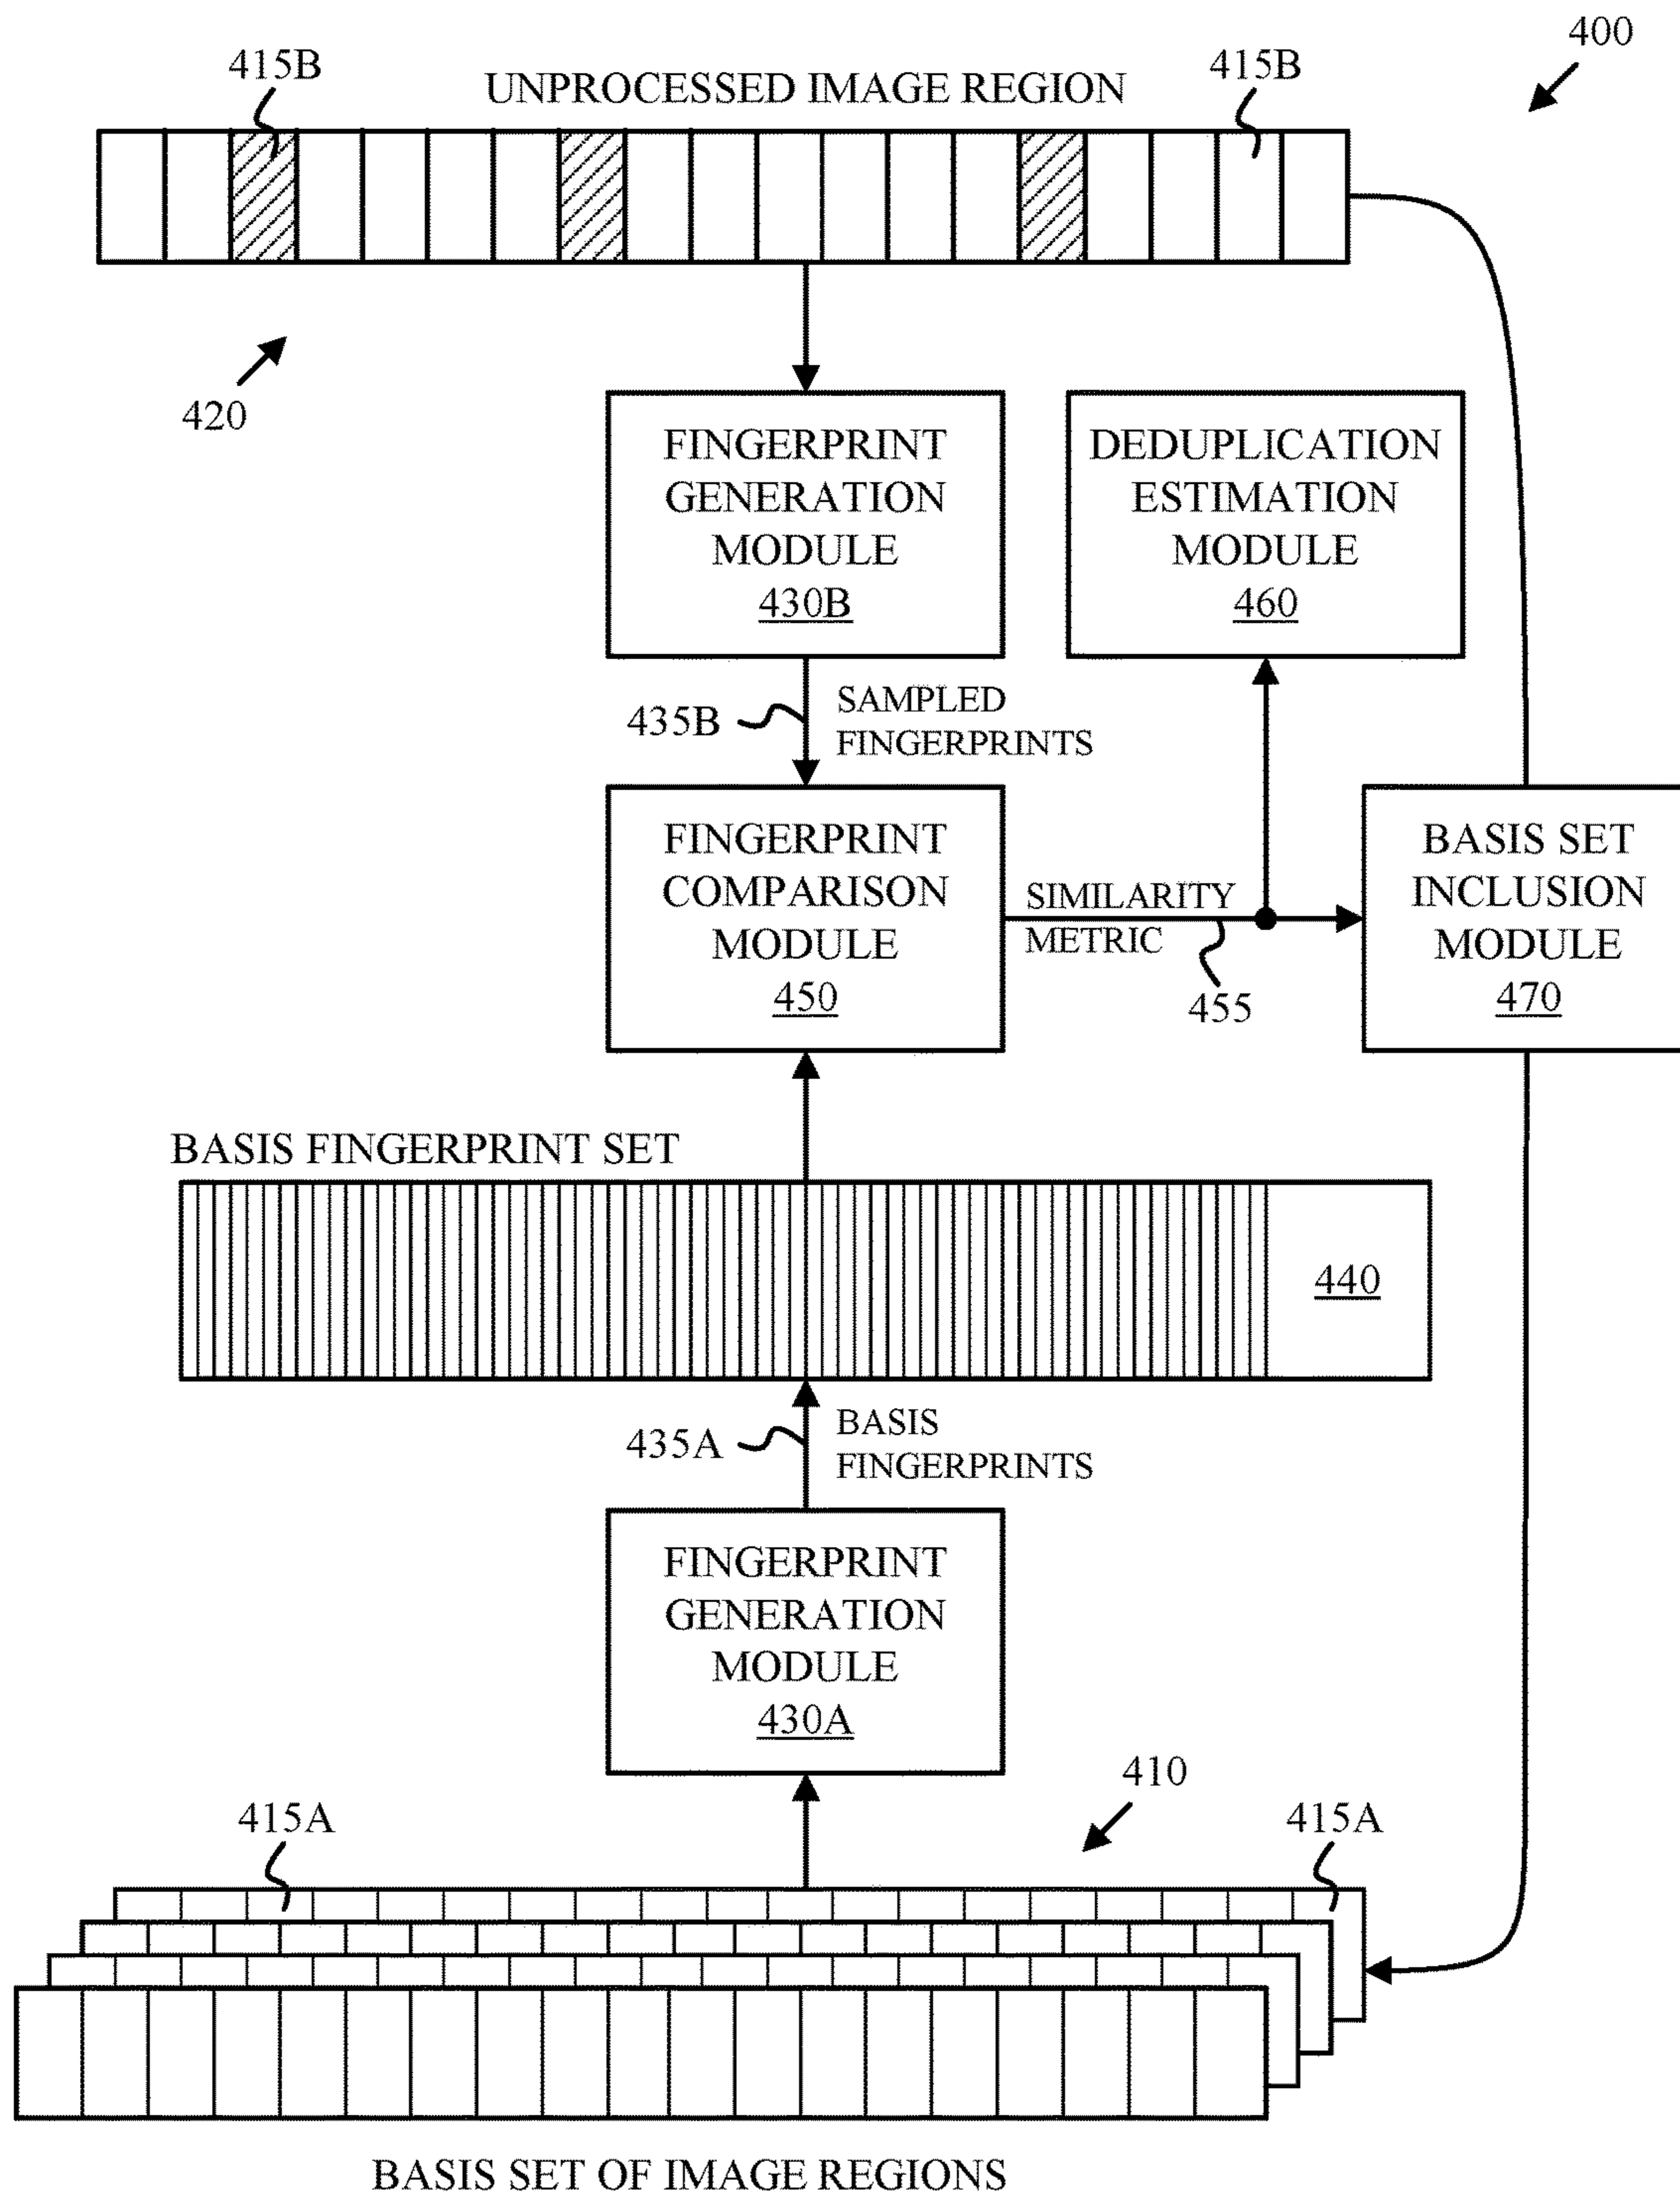 400
415B
UNPROCESSED IMAGE REGION
415B
420
FINGERPRINT
GENERATION
MODULE
430B
DEDUPLICATION
ESTIMATION
MODULE
460
435B
SAMPLED
FINGERPRINTS
FINGERPRINT
COMPARISON
MODULE
450
SIMILARITY
METRIC
455
BASIS SET
INCLUSION
MODULE
470
BASIS FINGERPRINT SET
440
435A
BASIS
FINGERPRINTS
FINGERPRINT
GENERATION
MODULE
430A
410
415A
415A
BASIS SET OF IMAGE REGIONS